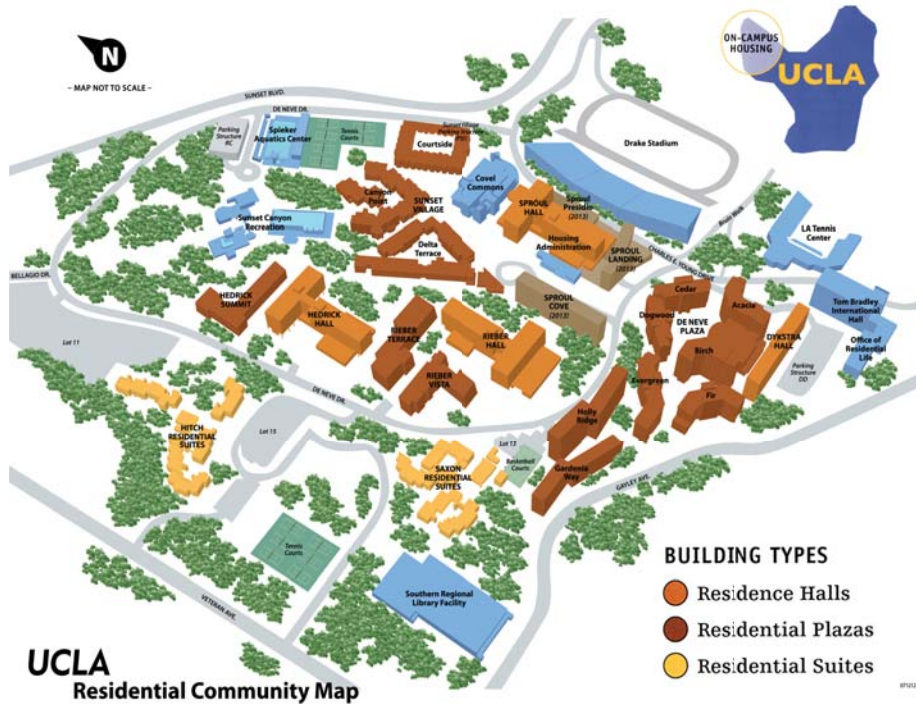 ON-CAMPUS
HOUSING
UCLA
N
– MAP NOT TO SCALE –
SUNSET BLVD.
DE NEVE DR.
Parking
Structure
RC
Spieker
Aquatics Center
Tennis
Courts
Sunset Village
Courtside
Drake Stadium
Canyon
Point
SUNSET
VILLAGE
Covel
Commons
SPROUL
HALL
Sproul
Presidio
(2013)
Bruin Walk
LA Tennis
Center
Sunset Canyon
Recreation
Delta
Terrace
Housing
Administration
SPROUL
LANDING
(2013)
CHARLES E. YOUNG DRIVE
BELLAGIO DR.
HEDRICK
SUMMIT
HEDRICK
HALL
RIEBER
TERRACE
RIEBER
HALL
SPROUL
COVE
(2013)
Cedar
Dogwood
DE NEVE
PLAZA
Acacia
Tom Bradley
International
Hall
Lot 11
DYKSTRA
HALL
Office of
Residential
Life
Birch
RIEBER
VISTA
Evergreen
Parking
Structure
DD
Fir
DE NEVE DR.
Holly
Ridge
HITCH
RESIDENTIAL
SUITES
Lot 15
Lot 13
Basketball
Courts
SAXON
RESIDENTIAL
SUITES
Gardenia
Way
GAYLEY AVE.
Tennis
Courts
VETERAN AVE.
Southern Regional
Library Facility
BUILDING TYPES
Residence Halls
Residential Plazas
Residential Suites
UCLA
Residential Community Map